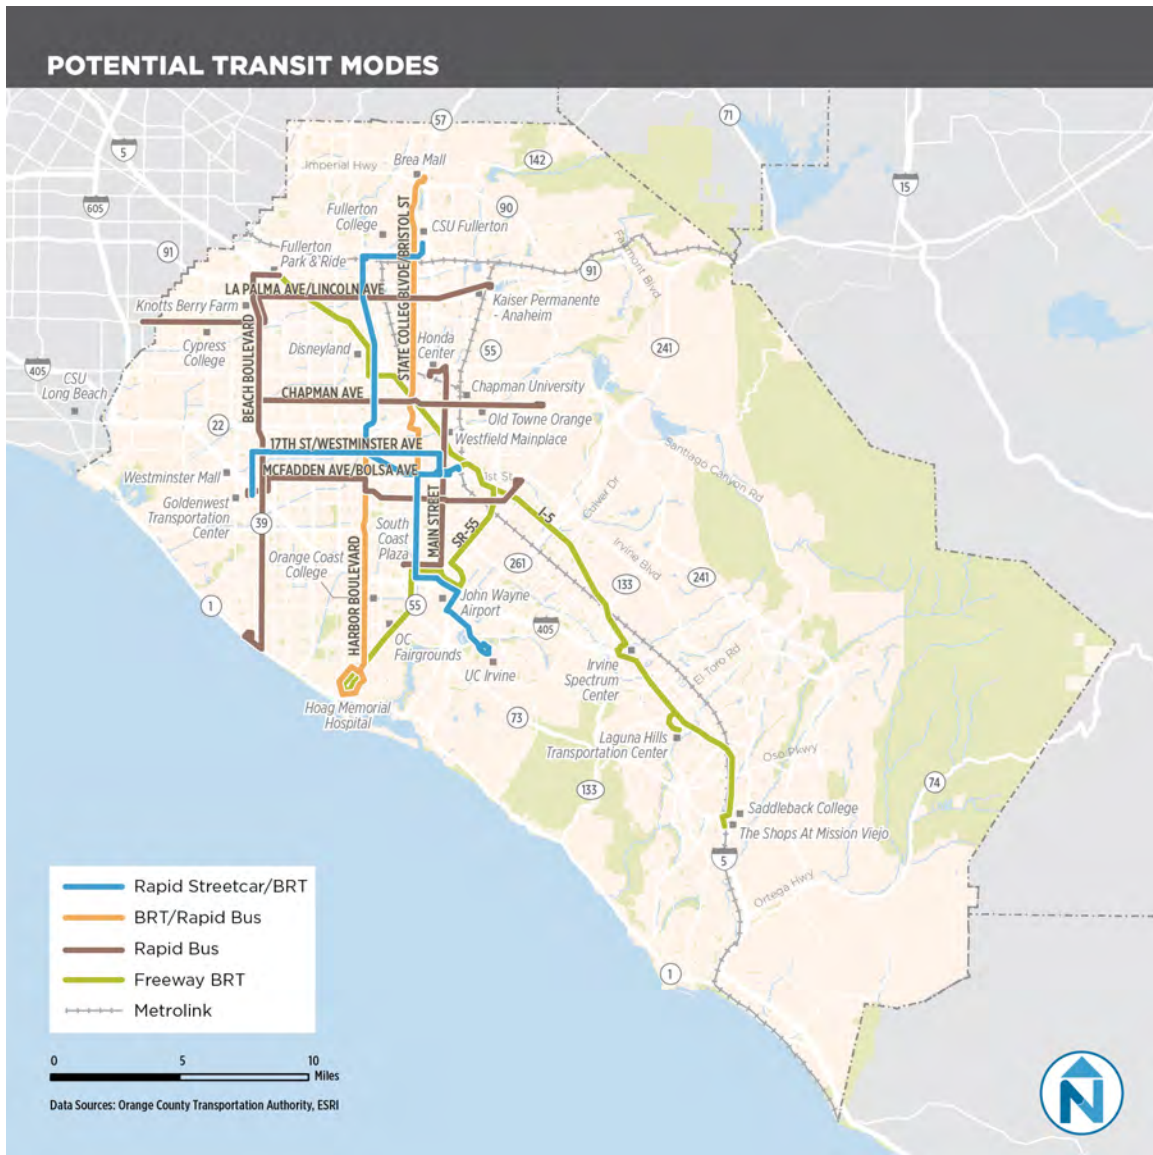 POTENTIAL TRANSIT MODES
57
71
5
142
Imperial Hwy
Brea Mall
15
605
90
Fullerton
College
CSU Fullerton
91
Fullerton
Park & Ride
STATE COLLEG BLVDE/BRISTOL ST
Fairmont Blvd
91
LA PALMA AVE/LINCOLN AVE
Knotts Berry Farm
Kaiser Permanente
- Anaheim
Cypress
College
Disneyland
Honda
Center
55
241
405
CSU
Long Beach
BEACH BOULEVARD
CHAPMAN AVE
Chapman University
Old Towne Orange
22
17TH ST/WESTMINSTER AVE
Westfield Mainplace
Santiago Canyon Rd
Westminster Mall
MCFADDEN AVE/BOLSA AVE
1st St
Culver Dr
Goldenwest
Transportation
Center
39
South
Coast
Plaza
MAIN STREET
SR-55
I-5
Irvine Blvd
Orange Coast
College
HARBOR BOULEVARD
261
133
241
1
55
John Wayne
Airport
405
OC
Fairgrounds
UC Irvine
Irvine
Spectrum
Center
El Toro Rd
Hoag Memorial
Hospital
73
Laguna Hills
Transportation Center
Oso Pkwy
133
74
Saddleback College
The Shops At Mission Viejo
5
Ortega Hwy
1
Rapid Streetcar/BRT
BRT/Rapid Bus
Rapid Bus
Freeway BRT
Metrolink
0 5 10
Miles
Data Sources: Orange County Transportation Authority, ESRI
N